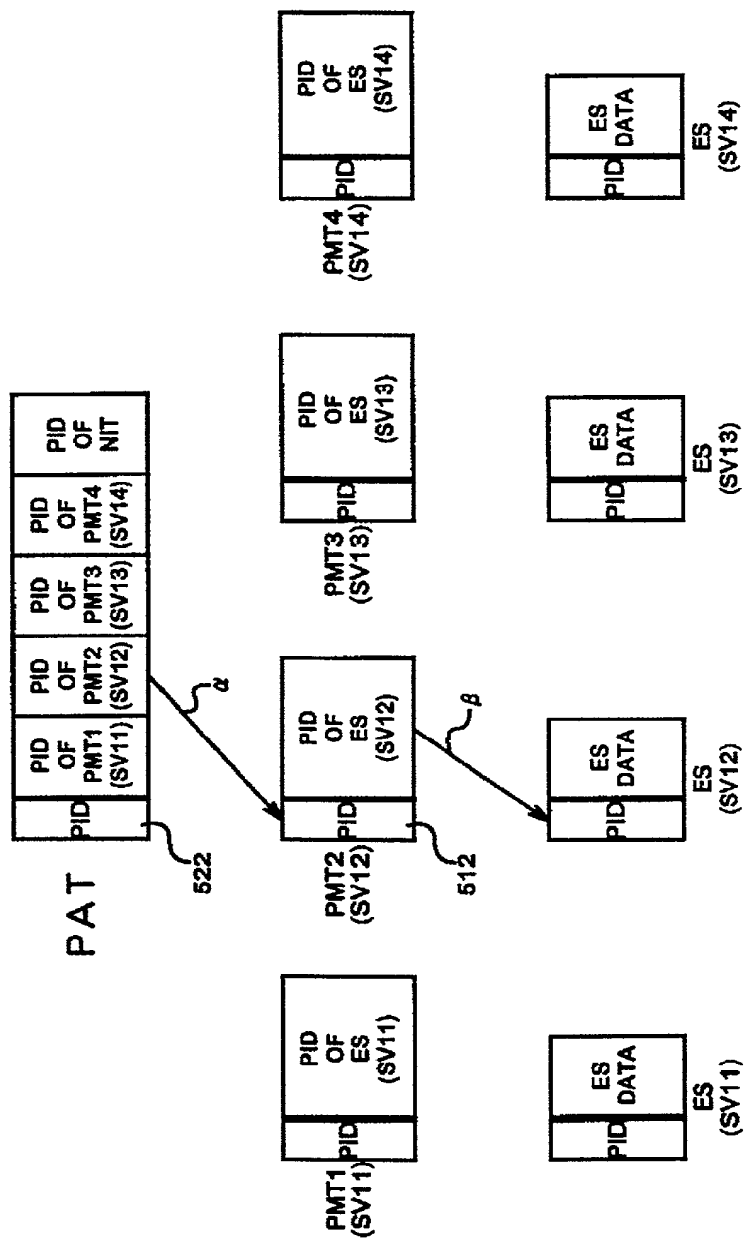 PAT
PID
PID
OF
PMT1
(SV11)
PID
OF
PMT2
(SV12)
PID
OF
PMT3
(SV13)
PID
OF
PMT4
(SV14)
PID
OF
NIT
522
α
PMT1
(SV11)
PID
PID
OF
ES
(SV11)
PMT2
(SV12)
PID
PID
OF
ES
(SV12)
512
β
PMT3
(SV13)
PID
PID
OF
ES
(SV13)
PMT4
(SV14)
PID
PID
OF
ES
(SV14)
PID
ES
DATA
ES
(SV11)
PID
ES
DATA
ES
(SV12)
PID
ES
DATA
ES
(SV13)
PID
ES
DATA
ES
(SV14)